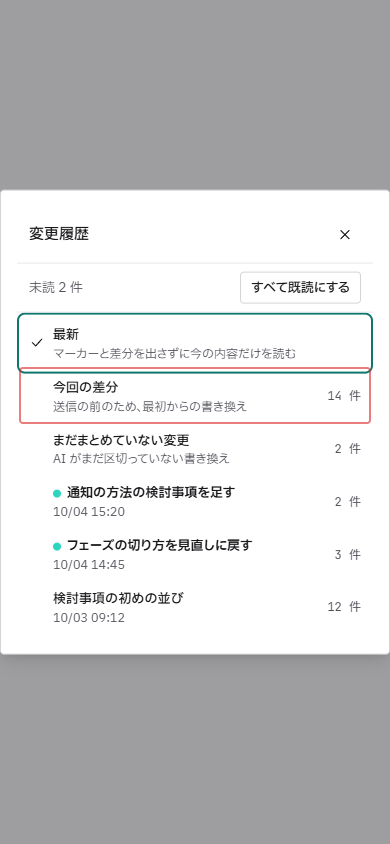 変更履歴
未読 2 件
すべて既読にする
最新
マーカーと差分を出さずに今の内容だけを読む
今回の差分
送信の前のため、最初からの書き換え
14 件
まだまとめていない変更
AI がまだ区切っていない書き換え
2 件
通知の方法の検討事項を足す
10/04 15:20
2 件
フェーズの切り方を見直しに戻す
10/04 14:45
3 件
検討事項の初めの並び
10/03 09:12
12 件